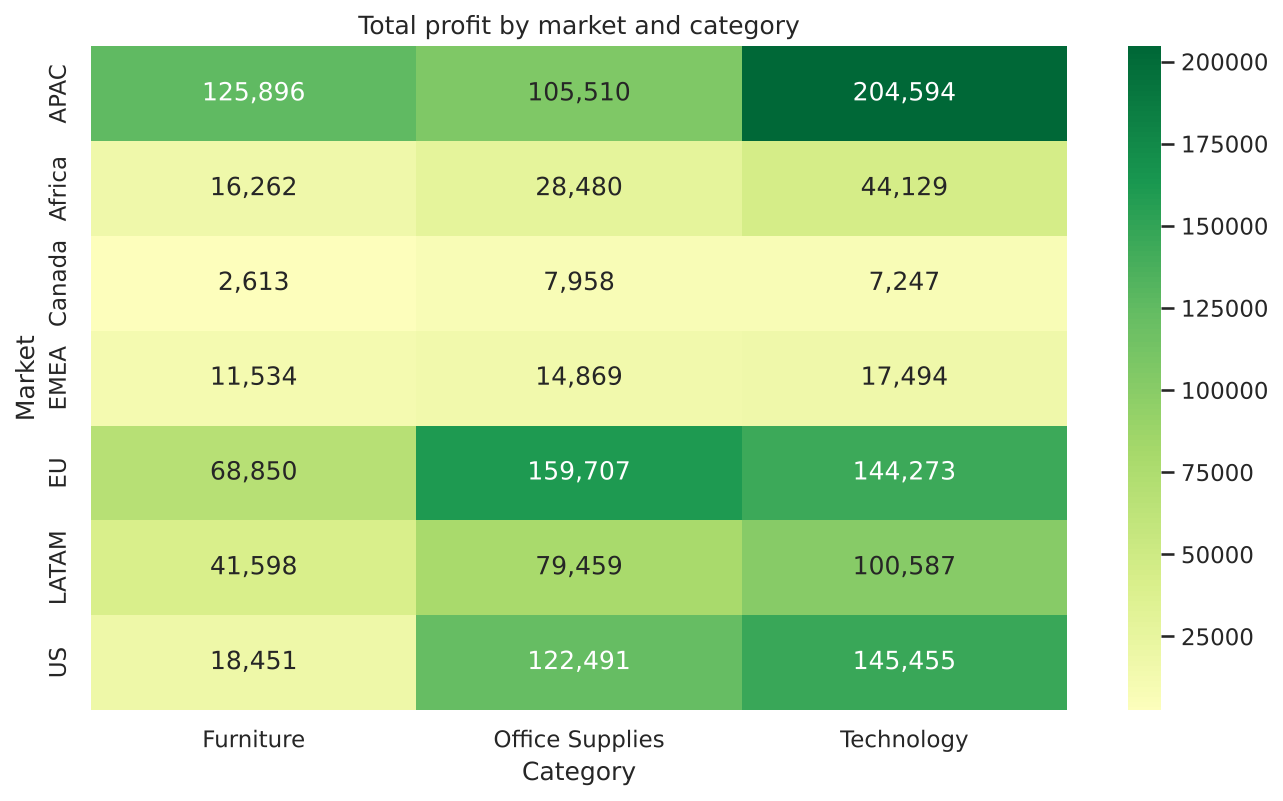 Total profit by market and category
Market
APAC 125,896 105,510 204,594
Africa 16,262 28,480 44,129
Canada 2,613 7,958 7,247
EMEA 11,534 14,869 17,494
EU 68,850 159,707 144,273
LATAM 41,598 79,459 100,587
US 18,451 122,491 145,455
Furniture Office Supplies Technology
Category
200000
175000
150000
125000
100000
75000
50000
25000